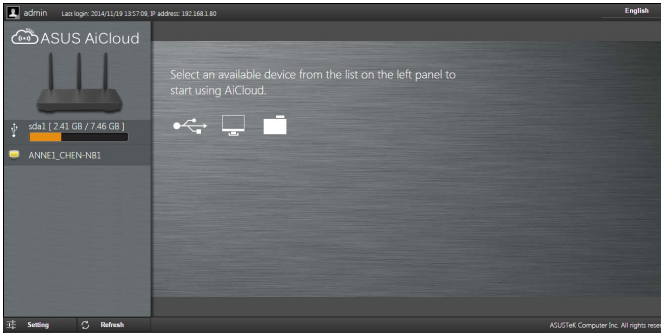 admin Last login: 2014/11/19 13:57:09, IP address: 192.168.1.80
English
ASUS AiCloud
Select an available device from the list on the left panel to
start using AiCloud.
sda1 [ 2.41 GB / 7.46 GB ]
ANNE1_CHEN-NB1
Setting
Refresh
ASUSTeK Computer Inc. All rights rese